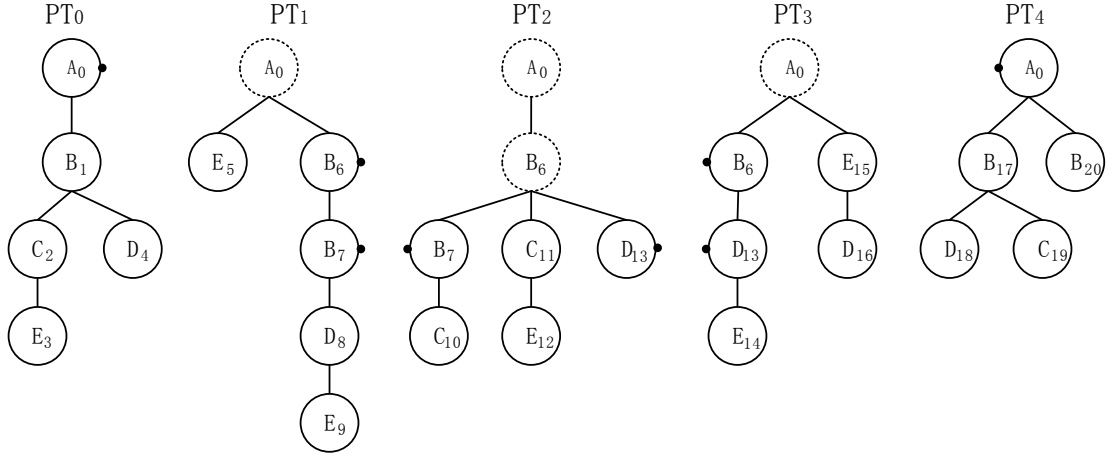 PT0 PT1 PT2 PT3 PT4
A0 A0 A0 A0 A0
B1 E5 B6 B6 B6 E15 B17 B20
C2 D4 B7 B7 C11 D13 D13 D16 D18 C19
E3 D8 C10 E12 E14
E9